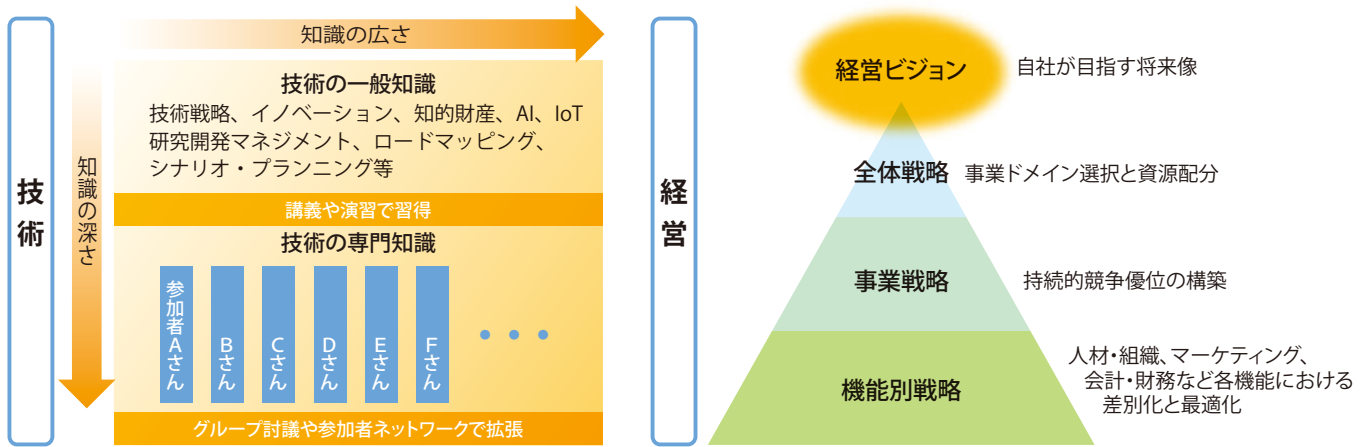 技術
知識の広さ
知識の深さ
技術の一般知識
技術戦略、イノベーション、知的財産、AI、IoT
研究開発マネジメント、ロードマッピング、
シナリオ・プランニング等
講義や演習で習得
技術の専門知識
参加者Aさん
Bさん
Cさん
Dさん
Eさん
Fさん
・・・
グループ討議や参加者ネットワークで拡張
経営
経営ビジョン
自社が目指す将来像
全体戦略
事業ドメイン選択と資源配分
事業戦略
持続的競争優位の構築
機能別戦略
人材・組織、マーケティング、
会計・財務など各機能における
差別化と最適化